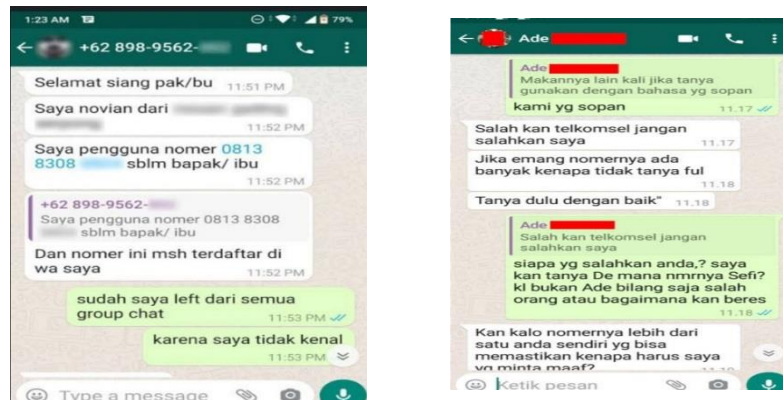 1:23 AM
79%
+62 898-9562-
Selamat siang pak/bu 11:51 PM
Saya novian dari
11:52 PM
Saya pengguna nomer 0813
8308 sblm bapak/ ibu
11:52 PM
+62 898-9562-
Saya pengguna nomer 0813 8308
sblm bapak/ ibu
Dan nomer ini msh terdaftar di
wa saya 11:52 PM
sudah saya left dari semua
group chat 11:53 PM
karena saya tidak kenal
11:53 PM
Type a message
Ade
Ade
Makannya lain kali jika tanya
gunakan dengan bahasa yg sopan
kami yg sopan 11.17
Salah kan telkomsel jangan
salahkan saya 11.17
Jika emang nomernya ada
banyak kenapa tidak tanya ful
11.18
Tanya dulu dengan baik" 11.18
Ade
Salah kan telkomsel jangan
salahkan saya
siapa yg salahkan anda,? saya
kan tanya De mana nmrnya Sefi?
kl bukan Ade bilang saja salah
orang atau bagaimana kan beres
11.18
Kan kalo nomernya lebih dari
satu anda sendiri yg bisa
memastikan kenapa harus saya
yg minta maaf?
Ketik pesan